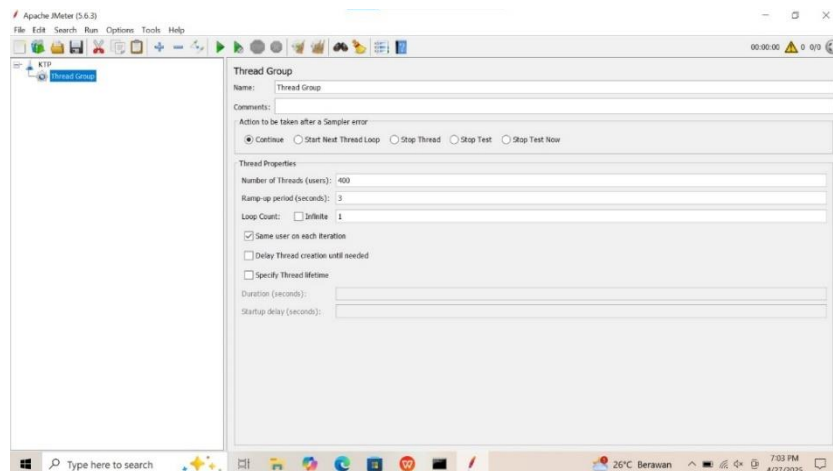 Apache JMeter (5.6.3)
File Edit Search Run Options Tools Help
00:00:00 0 0/0
KTP
Thread Group
Thread Group
Name: Thread Group
Comments:
Action to be taken after a Sampler error
Continue Start Next Thread Loop Stop Thread Stop Test Stop Test Now
Thread Properties
Number of Threads (users): 400
Ramp-up period (seconds): 3
Loop Count: Infinite 1
Same user on each iteration
Delay Thread creation until needed
Specify Thread lifetime
Duration (seconds):
Startup delay (seconds):
Type here to search
26°C Berawan
7:03 PM
4/27/2025